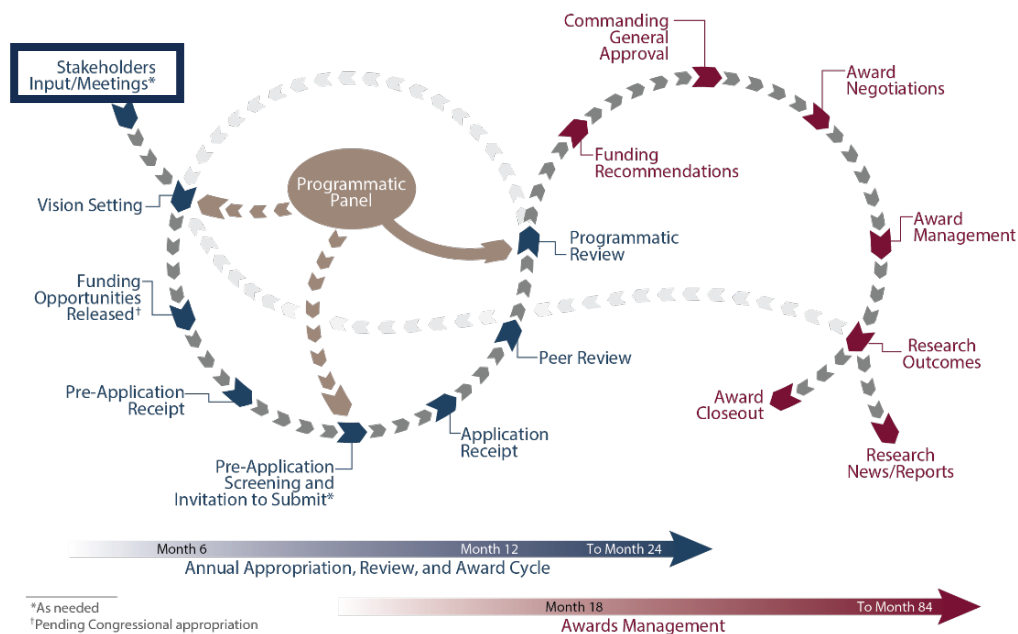 Stakeholders
Input/Meetings*
Vision Setting
Funding
Opportunities
Released†
Pre-Application
Receipt
Pre-Application
Screening and
Invitation to Submit*
Application
Receipt
Peer Review
Programmatic
Review
Programmatic
Panel
Funding
Recommendations
Commanding
General
Approval
Award
Negotiations
Award
Management
Research
Outcomes
Award
Closeout
Research
News/Reports
Month 6
Month 12
To Month 24
Annual Appropriation, Review, and Award Cycle
Month 18
To Month 84
Awards Management
*As needed
†Pending Congressional appropriation